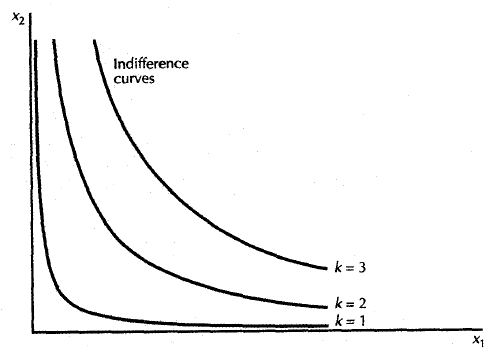 x₂
Indifference
curves
k = 3
k = 2
k = 1
x₁